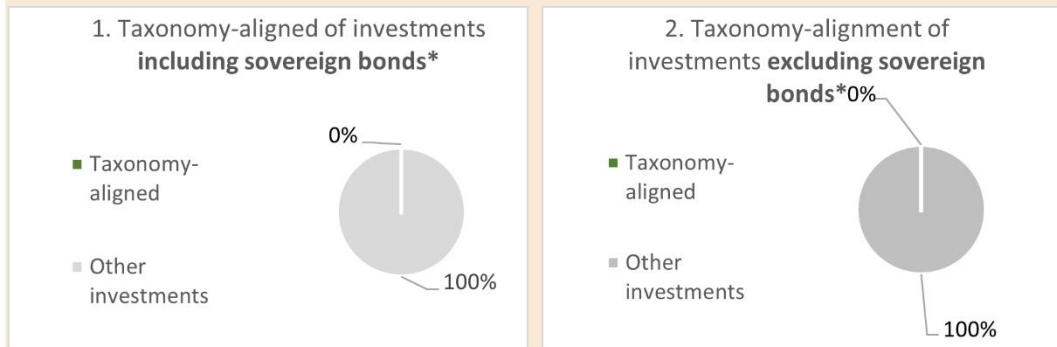 1. Taxonomy-aligned of investments
including sovereign bonds*
0%
Taxonomy-
aligned
Other
investments
100%
2. Taxonomy-alignment of
investments excluding sovereign
bonds*0%
Taxonomy-
aligned
Other
investments
100%